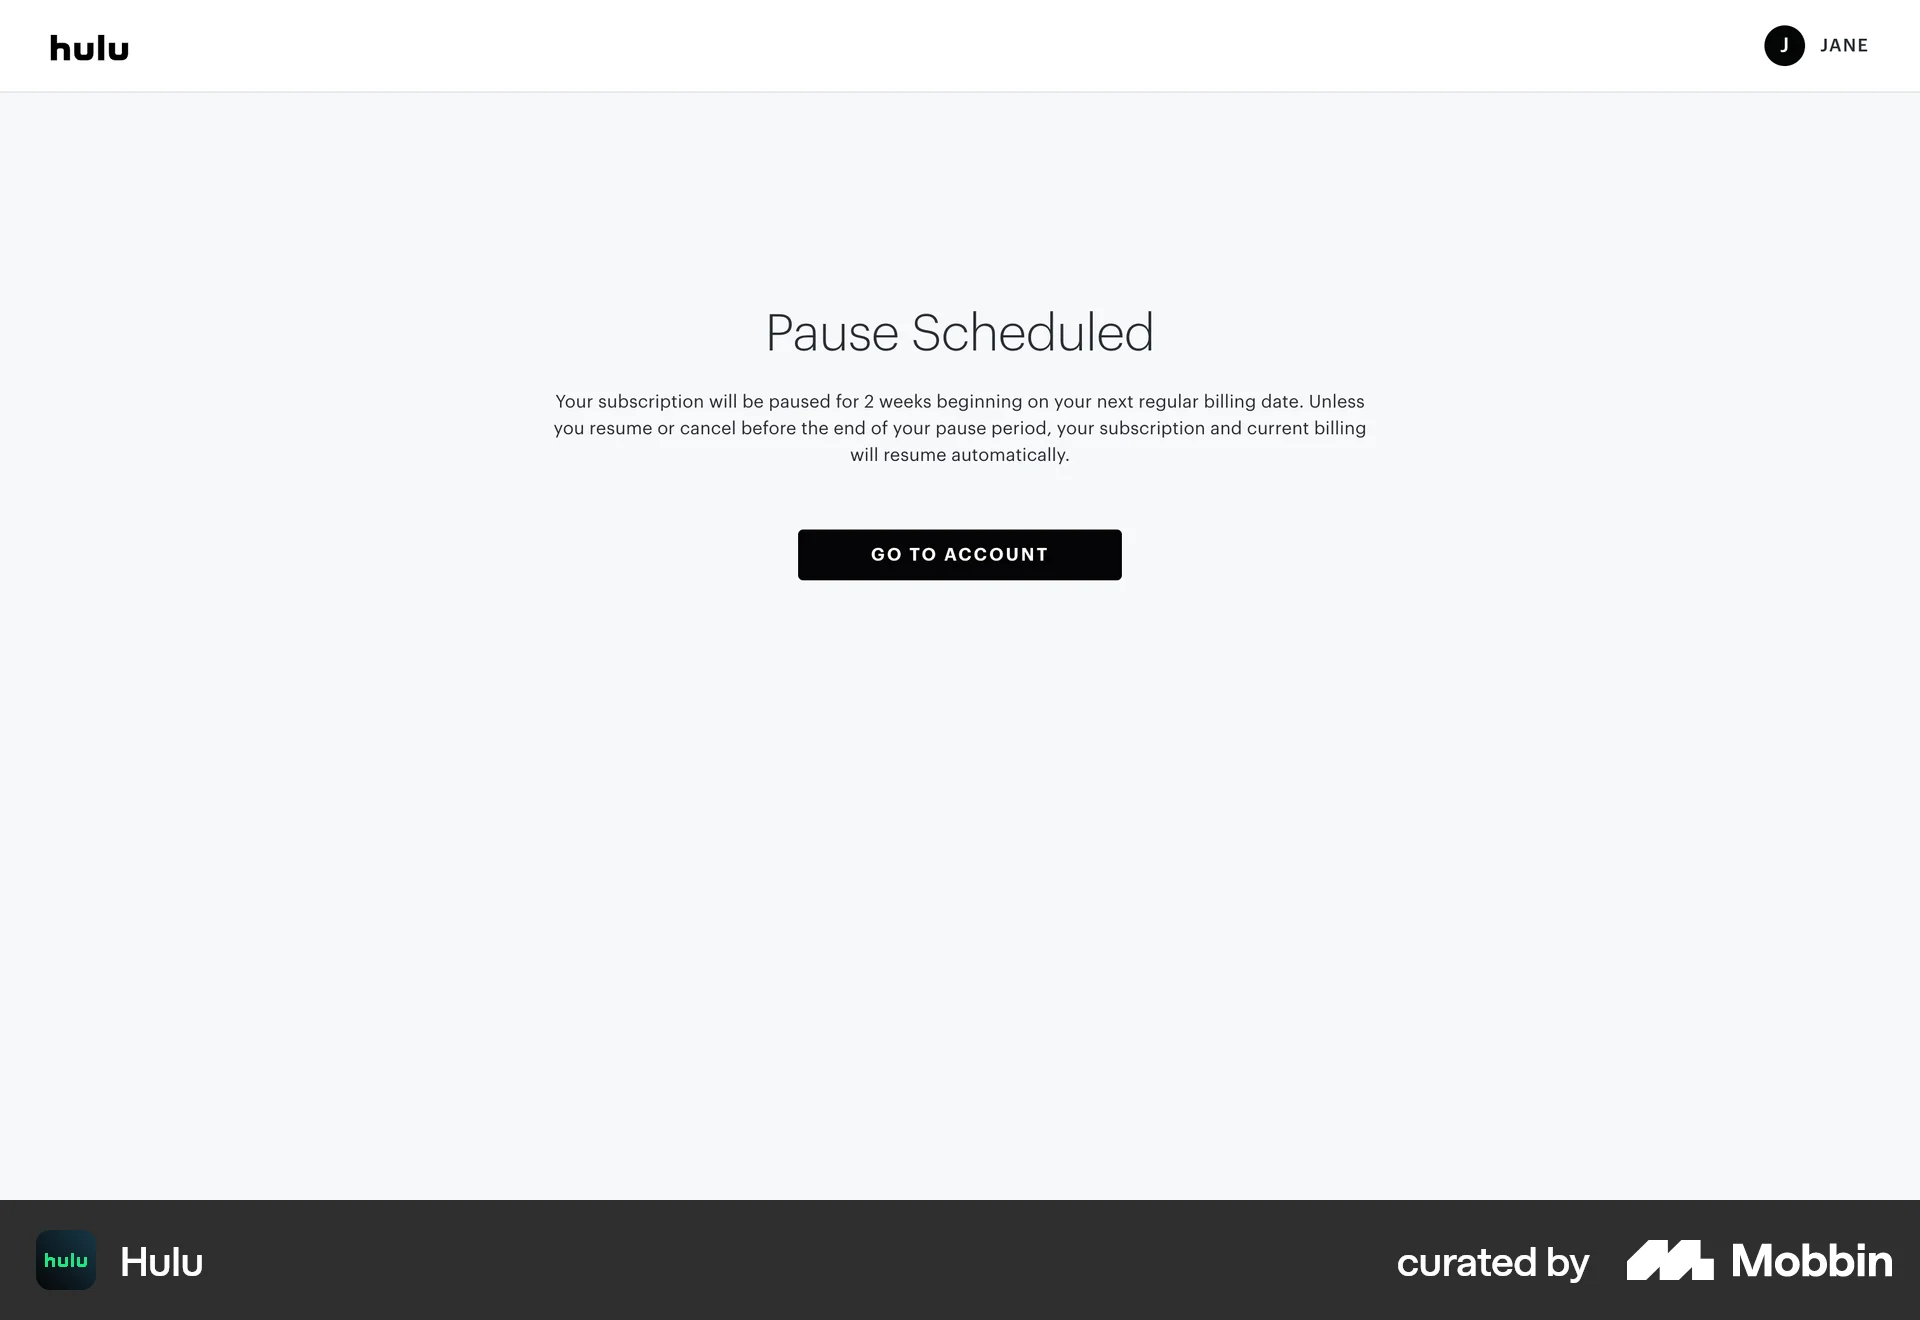 hulu
J JANE
Pause Scheduled
Your subscription will be paused for 2 weeks beginning on your next regular billing date. Unless
you resume or cancel before the end of your pause period, your subscription and current billing
will resume automatically.
GO TO ACCOUNT
hulu Hulu
curated by Mobbin